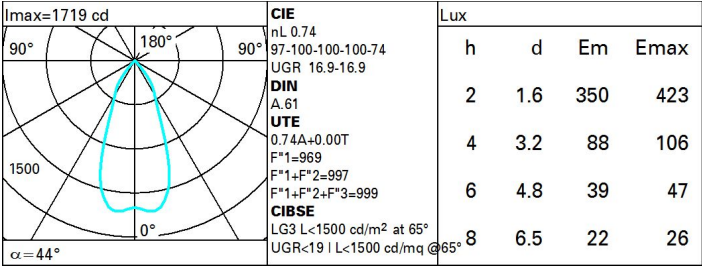 Imax=1719 cd
90°
180°
90°
1500
0°
α=44°
CIE
nL 0.74
97-100-100-100-74
UGR 16.9-16.9
DIN
A.61
UTE
0.74A+0.00T
F"1=969
F"1+F"2=997
F"1+F"2+F"3=999
CIBSE
LG3 L<1500 cd/m² at 65°
UGR<19 | L<1500 cd/mq @65°
Lux
h d Em Emax
2 1.6 350 423
4 3.2 88 106
6 4.8 39 47
8 6.5 22 26